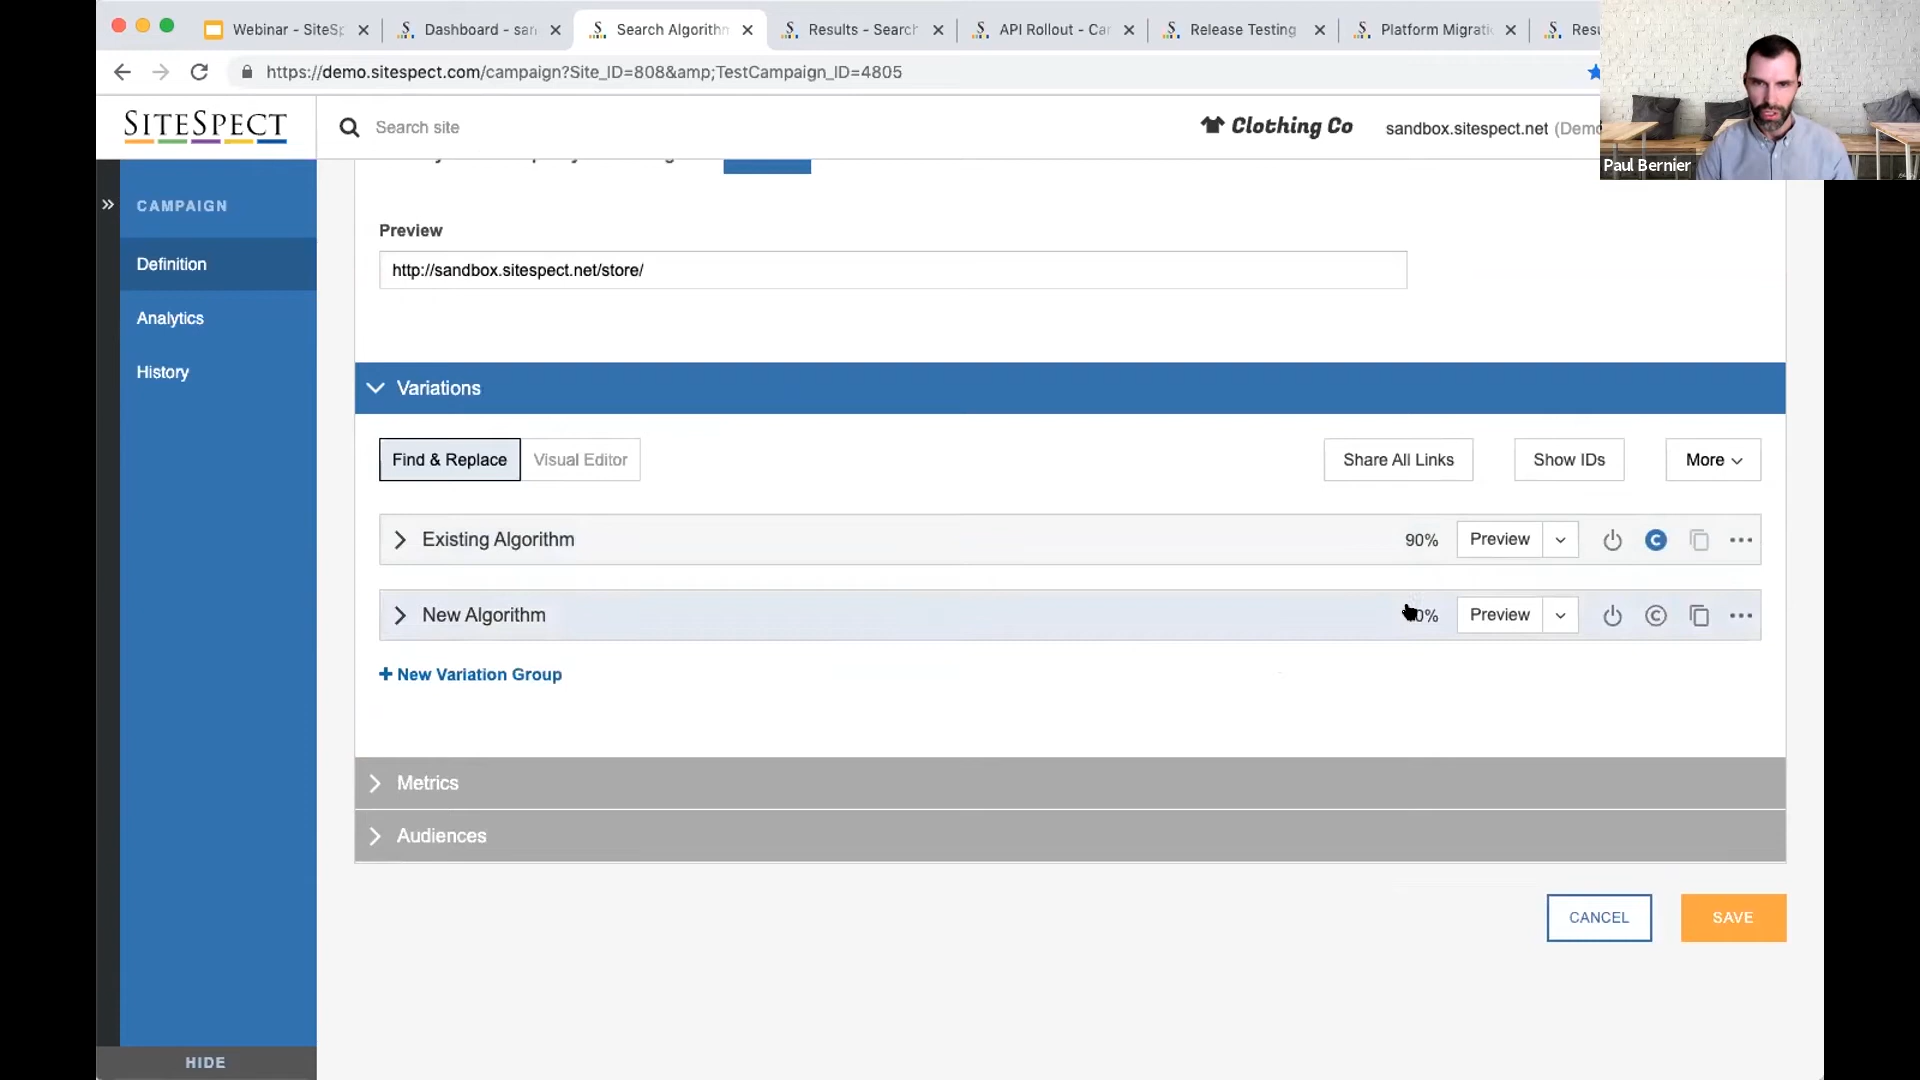 Webinar - SiteSp
Dashboard - san
Search Algorithm
Results - Search
API Rollout - Car
Release Testing
Platform Migrati
Resu
https://demo.sitespect.com/campaign?Site_ID=808&amp;TestCampaign_ID=4805
SITESPECT
Search site
Clothing Co
sandbox.sitespect.net (Demo
Paul Bernier
CAMPAIGN
Definition
Analytics
History
HIDE
Preview
http://sandbox.sitespect.net/store/
Variations
Find & Replace
Visual Editor
Share All Links
Show IDs
More
Existing Algorithm
90%
Preview
C
New Algorithm
0%
Preview
C
+ New Variation Group
Metrics
Audiences
CANCEL
SAVE